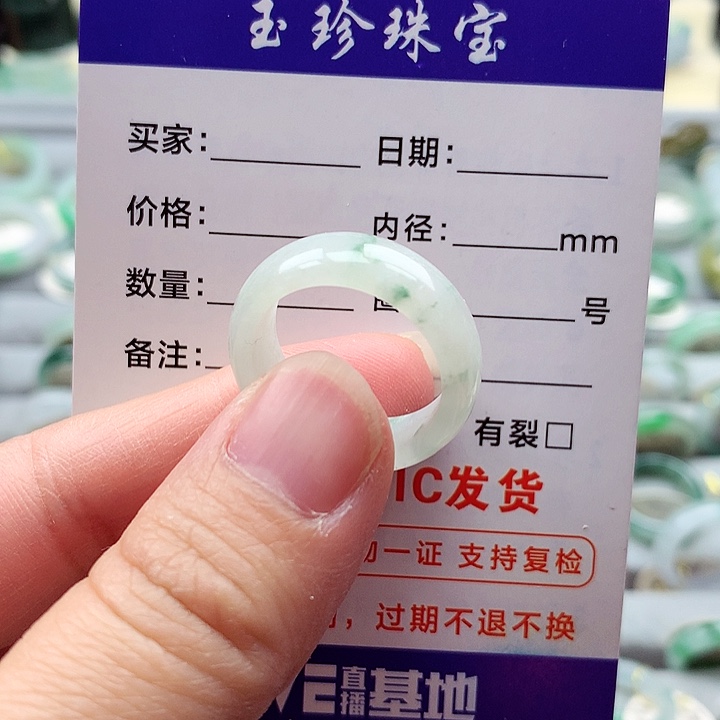 玉珍珠宝
买家： 日期：
价格： 内径： mm
数量： 号
备注：
有裂□
IC发货
一证 支持复检
，过期不退不换
VE直播基地